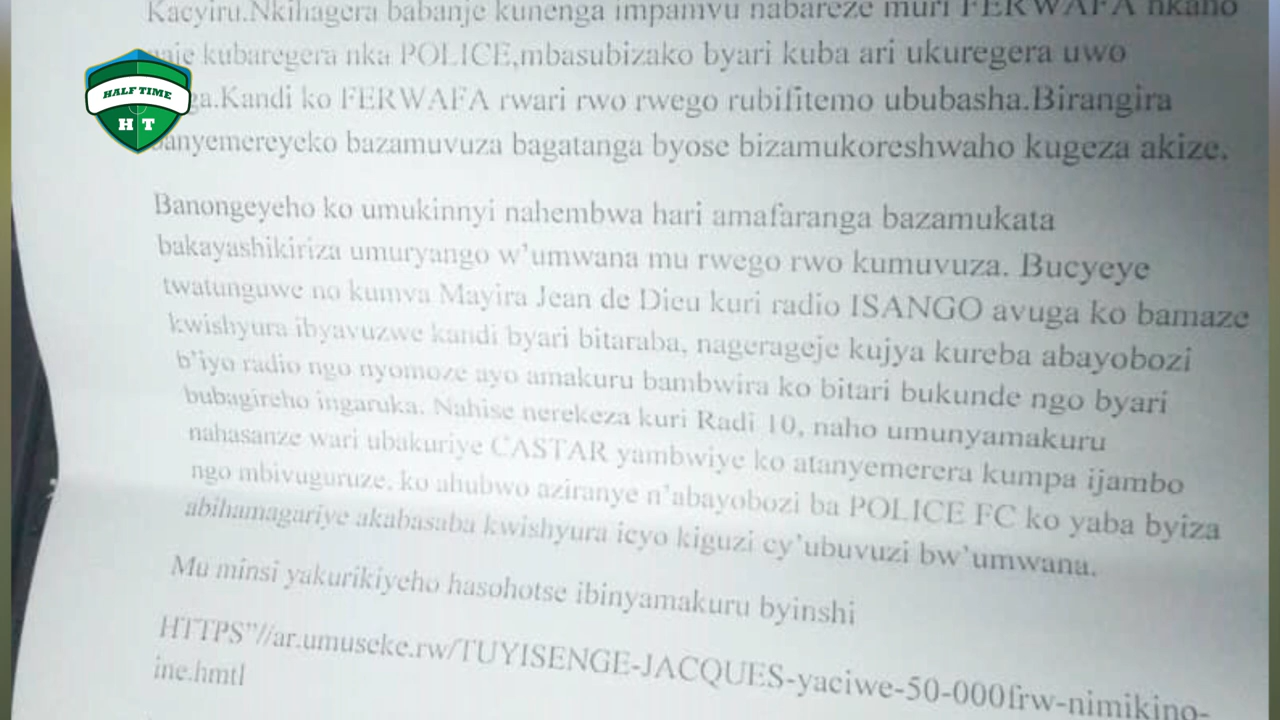 Kacyiru.Nkihagera babanje kunenga impamvu nabareze muri FERWAFA nkaho
kubaregera nka POLICE,mbasubizako byari kuba ari ukuregera uwo
HALF TIME
H T
Kandi ko FERWAFA rwari rwo rwego rubifitemo ububasha.Birangira
banyemereyeko bazamuvuza bagatanga byose bizamukoreshwaho kugeza akize.
Banongeyeho ko umukinnyi nahembwa hari amafaranga bazamukata
bakayashikiriza umuryango w'umwana mu rwego rwo kumuvuza. Bucyeye
twatunguwe no kumva Mayira Jean de Dieu kuri radio ISANGO avuga ko bamaze
kwishyura ibyavuzwe kandi byari bitaraba, nagerageje kujya kureba abayobozi
b'iyo radio ngo nyomoze ayo amakuru bambwira ko bitari bukunde ngo byari
bubagireho ingaruka. Nahise nerekeza kuri Radi 10, naho umunyamakuru
nahasanze wari ubakuriye CASTAR yambwiye ko atanyemerera kumpa ijambo
ngo mbivuguruze, ko ahubwo aziranye n'abayobozi ba POLICE FC ko yaba byiza
abihamagariye akabasaba kwishyura icyo kiguzi cy'ubuvuzi bw'umwana.
Mu minsi yakurikiyeho hasohotse ibinyamakuru byinshi
HTTPS"//ar.umuseke.rw/TUYISENGE-JACQUES-yaciwe-50-000frw-nimikino-
ine.hmtl